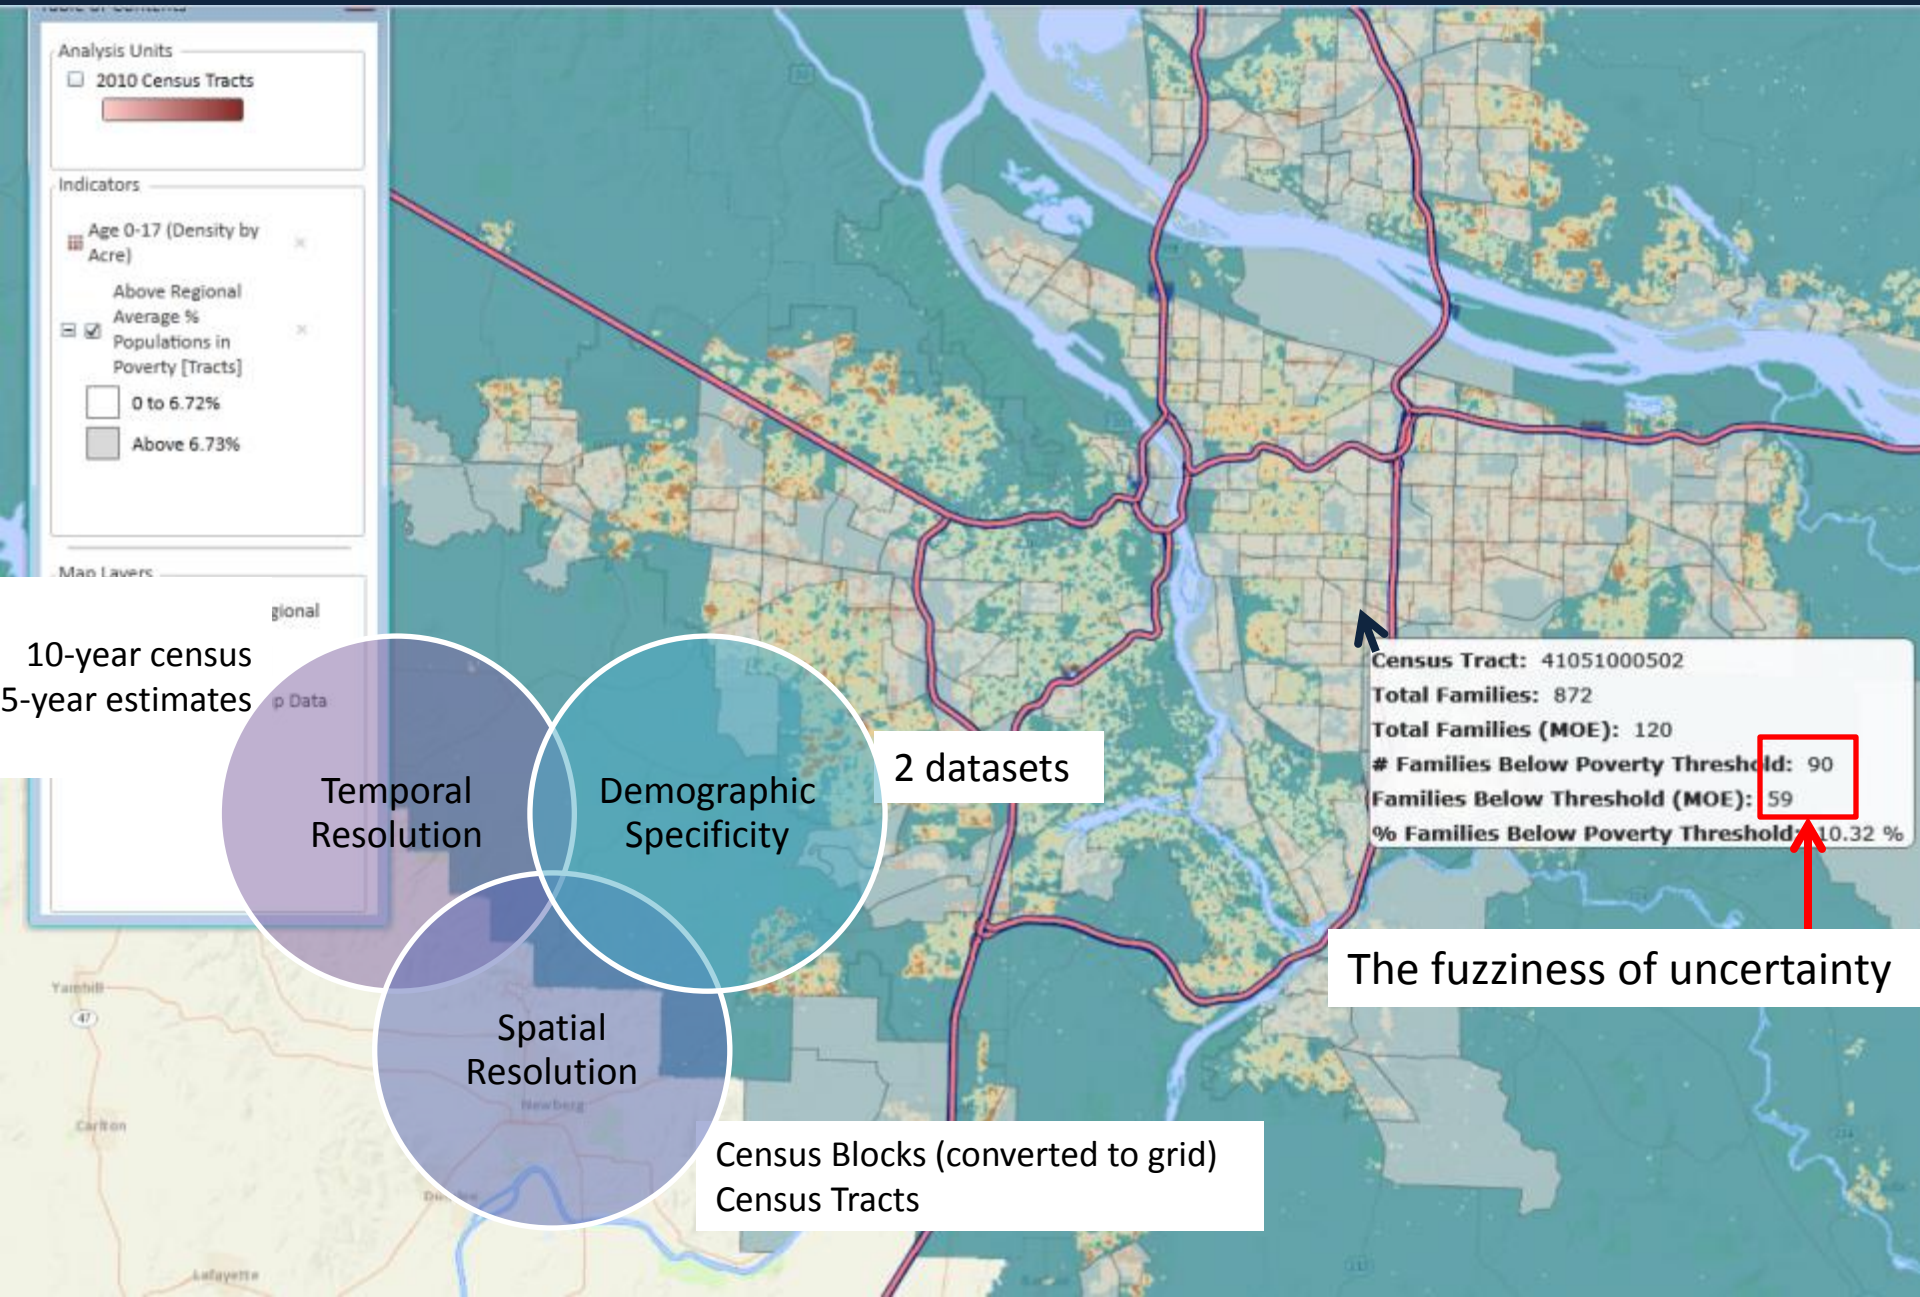 Table of Contents
Analysis Units
2010 Census Tracts
Indicators
Age 0-17 (Density by
Acre)
Above Regional
Average %
Populations in
Poverty [Tracts]
0 to 6.72%
Above 6.73%
Map Layers
gional
10-year census
5-year estimates
p Data
Temporal
Resolution
Demographic
Specificity
2 datasets
Spatial
Resolution
Census Blocks (converted to grid)
Census Tracts
Census Tract: 41051000502
Total Families: 872
Total Families (MOE): 120
# Families Below Poverty Threshold: 90
Families Below Threshold (MOE): 59
% Families Below Poverty Threshold: 10.32 %
The fuzziness of uncertainty
Yamhill
47
Carlton
Newberg
Lafayette